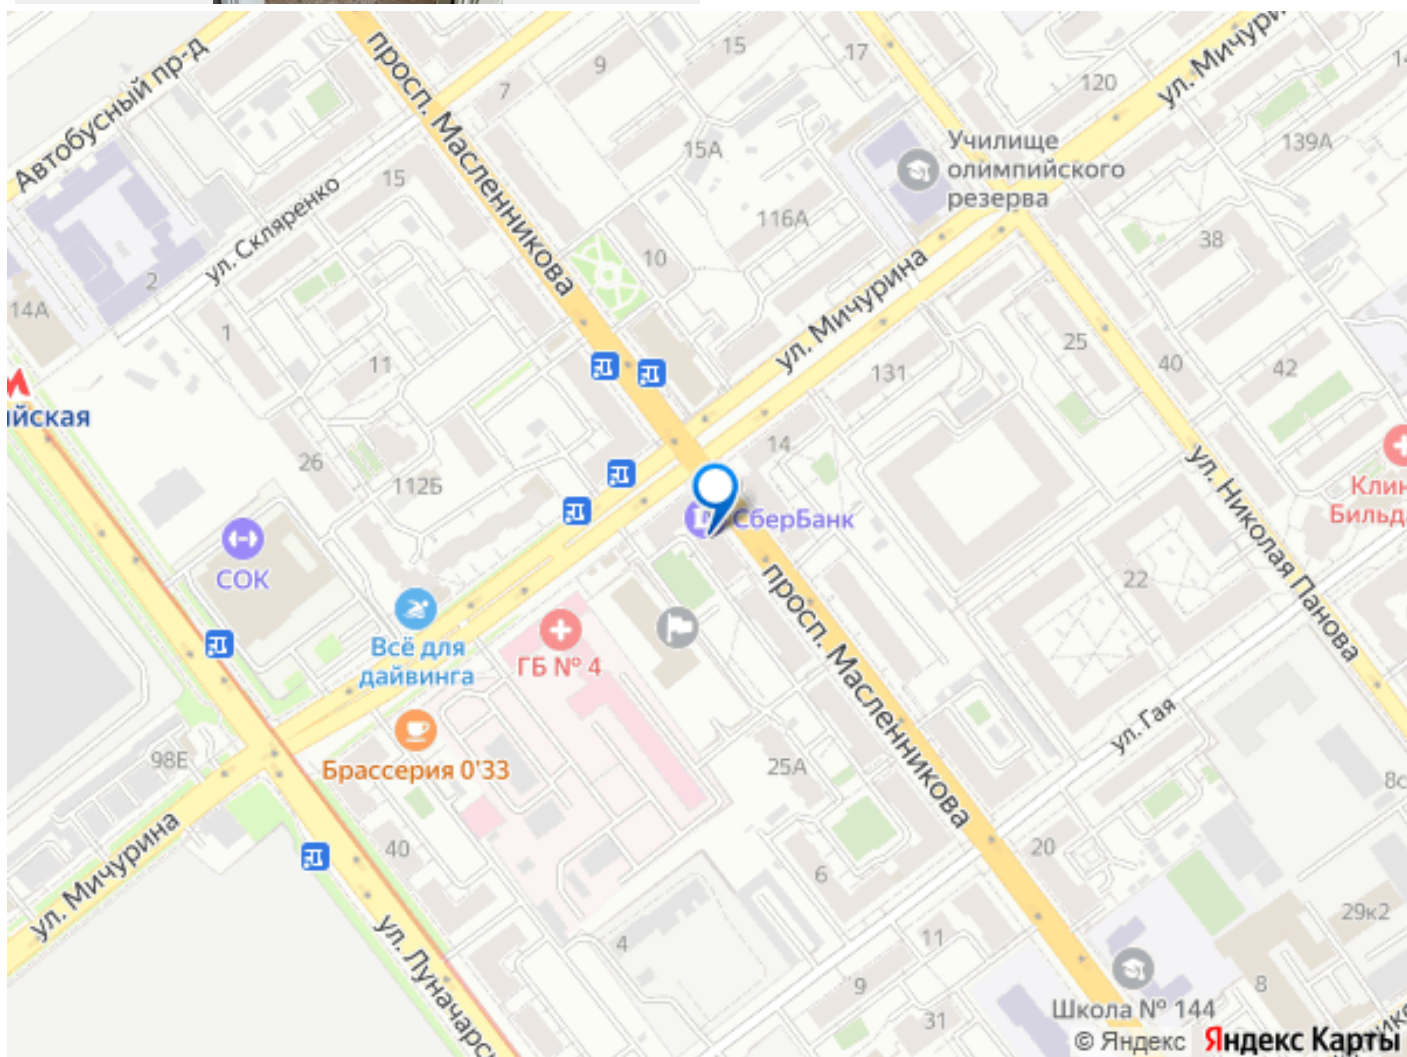 Автобусный пр-д
просп. Масленникова
9
15
17
120
ул. Мичури
14
7
139А
Училище
олимпийского
резерва
15А
15
ул. Скляренко
116А
38
10
2
14А
1
ул. Мичурина
25
40
42
11
131
йская
14
26
112Б
ул. Николая Панова
Клин
Бильд
СберБанк
СОК
22
просп. Масленникова
Всё для
дайвинга
ГБ № 4
ул. Гая
98Е
Брассерия 0'33
25А
8с
ул. Мичурина
40
20
6
29к2
ул. Луначарс
4
11
9
8
31
Школа № 144
© Яндекс
Яндекс Карты